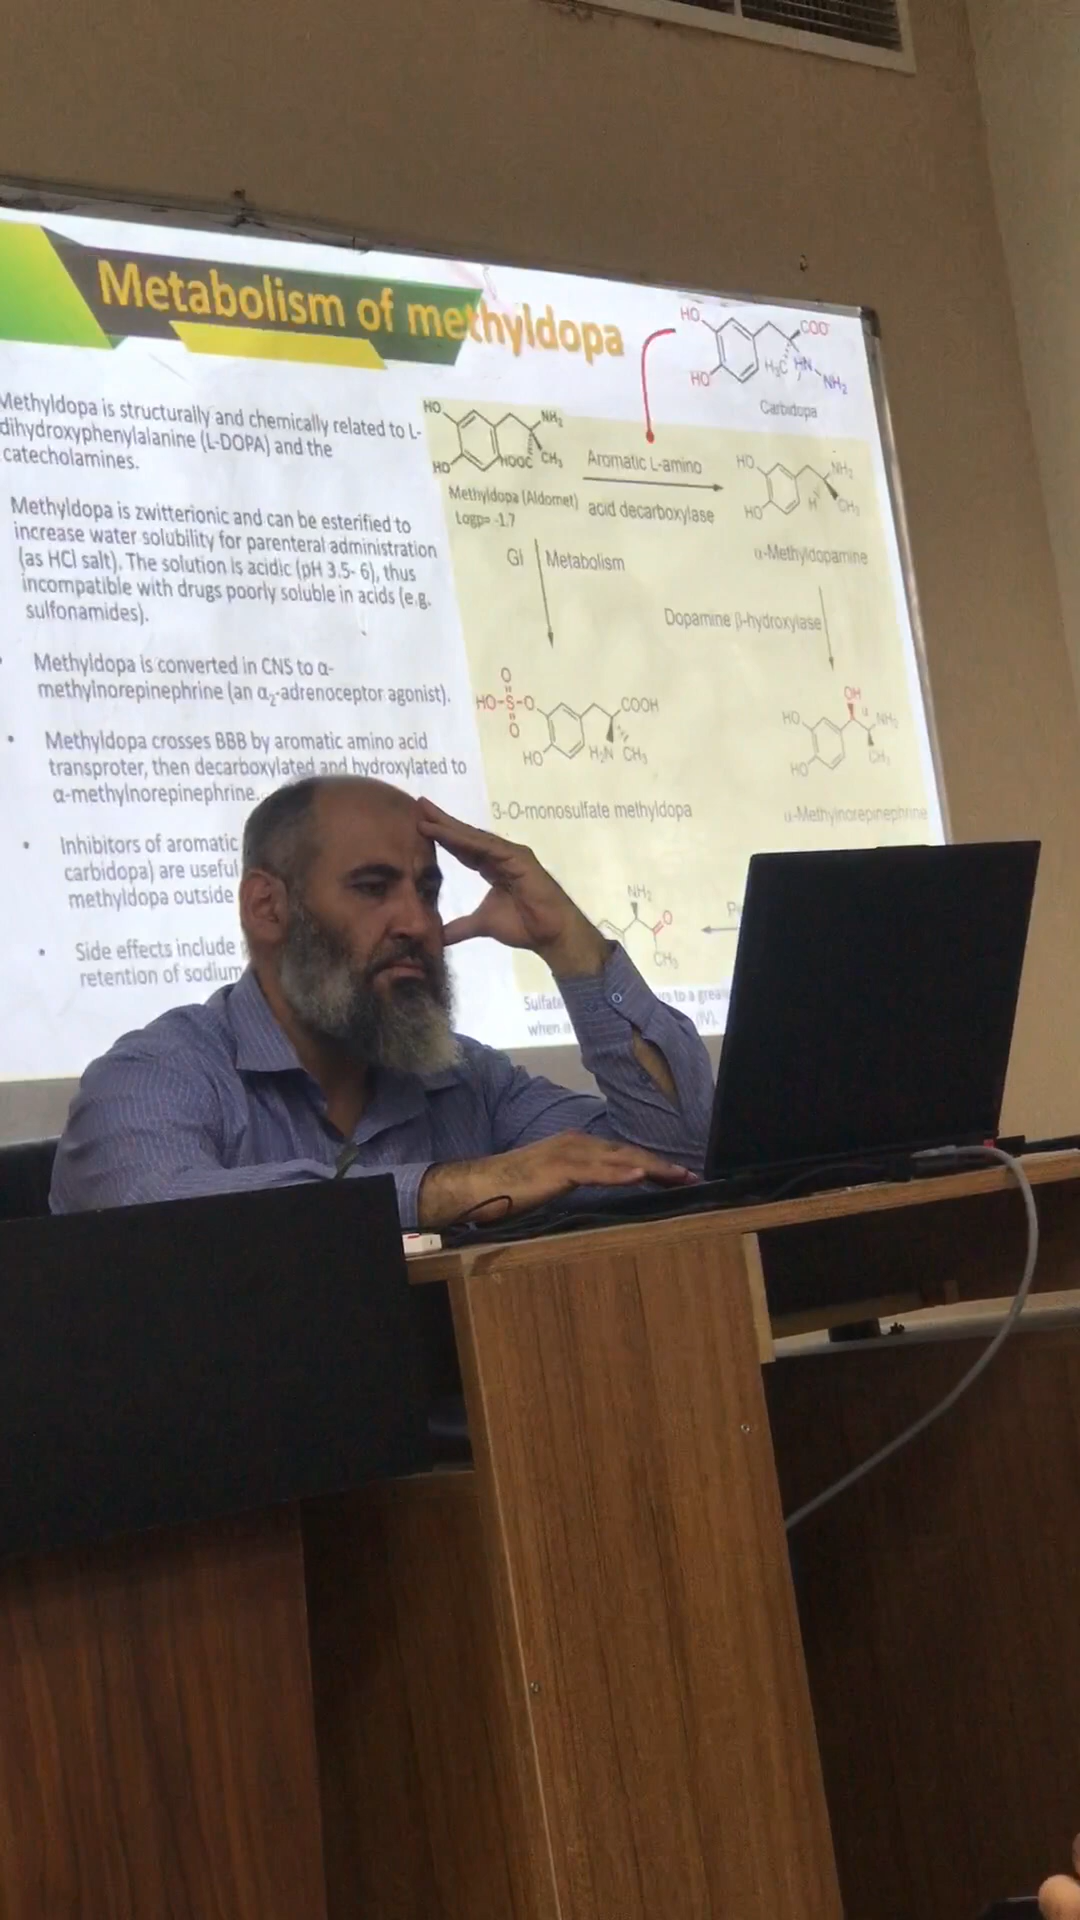 Metabolism of methyldopa
Methyldopa is structurally and chemically related to L-
dihydroxyphenylalanine (L-DOPA) and the
catecholamines.
Methyldopa is zwitterionic and can be esterified to
increase water solubility for parenteral administration
(as HCl salt). The solution is acidic (pH 3.5- 6), thus
incompatible with drugs poorly soluble in acids (e.g.
sulfonamides).
Methyldopa is converted in CNS to α-
methylnorepinephrine (an α₂-adrenoceptor agonist).
• Methyldopa crosses BBB by aromatic amino acid
transproter, then decarboxylated and hydroxylated to
α-methylnorepinephrine.
• Inhibitors of aromatic
carbidopa) are useful
methyldopa outside
• Side effects include
retention of sodium
HO
COO
HO
H₃C HN
NH₂
Carbidopa
HO
NH₂
HO
HOOC CH₃
Methyldopa (Aldomet)
Logp= -1.7
Aromatic L-amino
acid decarboxylase
HO
NH₂
HO
H
CH₃
α-Methyldopamine
GI Metabolism
Dopamine β-hydroxylase
O
HO-S-O
O
COOH
HO
H₂N CH₃
3-O-monosulfate methyldopa
OH
HO
α
NH₂
HO
CH₃
α-Methylnorepinephrine
NH₂
O
CH₃
to a
when
(IV).